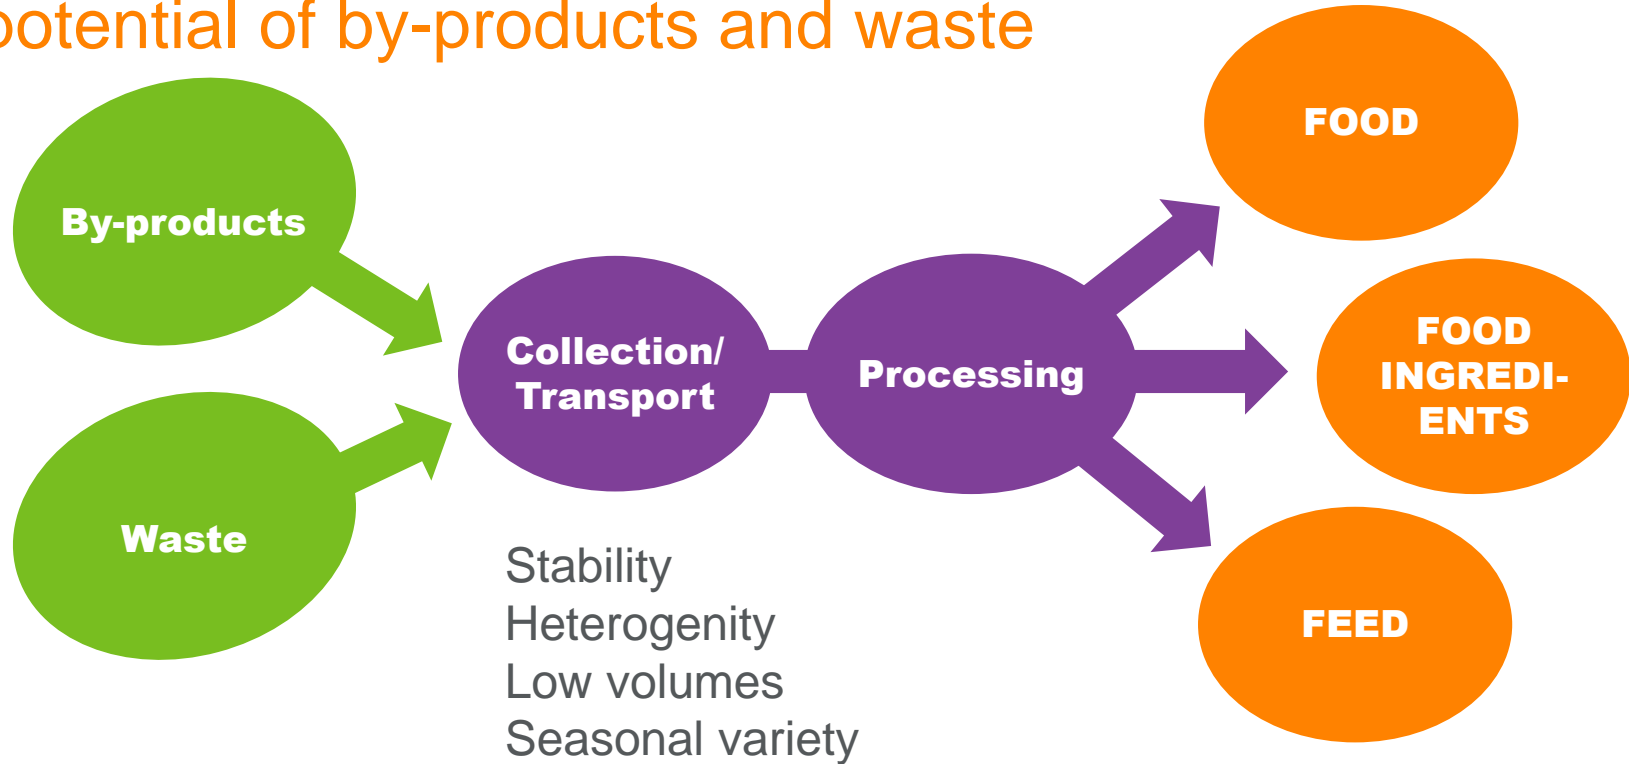 potential of by-products and waste
By-products
Waste
Collection/
Transport
Stability
Heterogenity
Low volumes
Seasonal variety
Processing
FOOD
FOOD
INGREDI-
ENTS
FEED